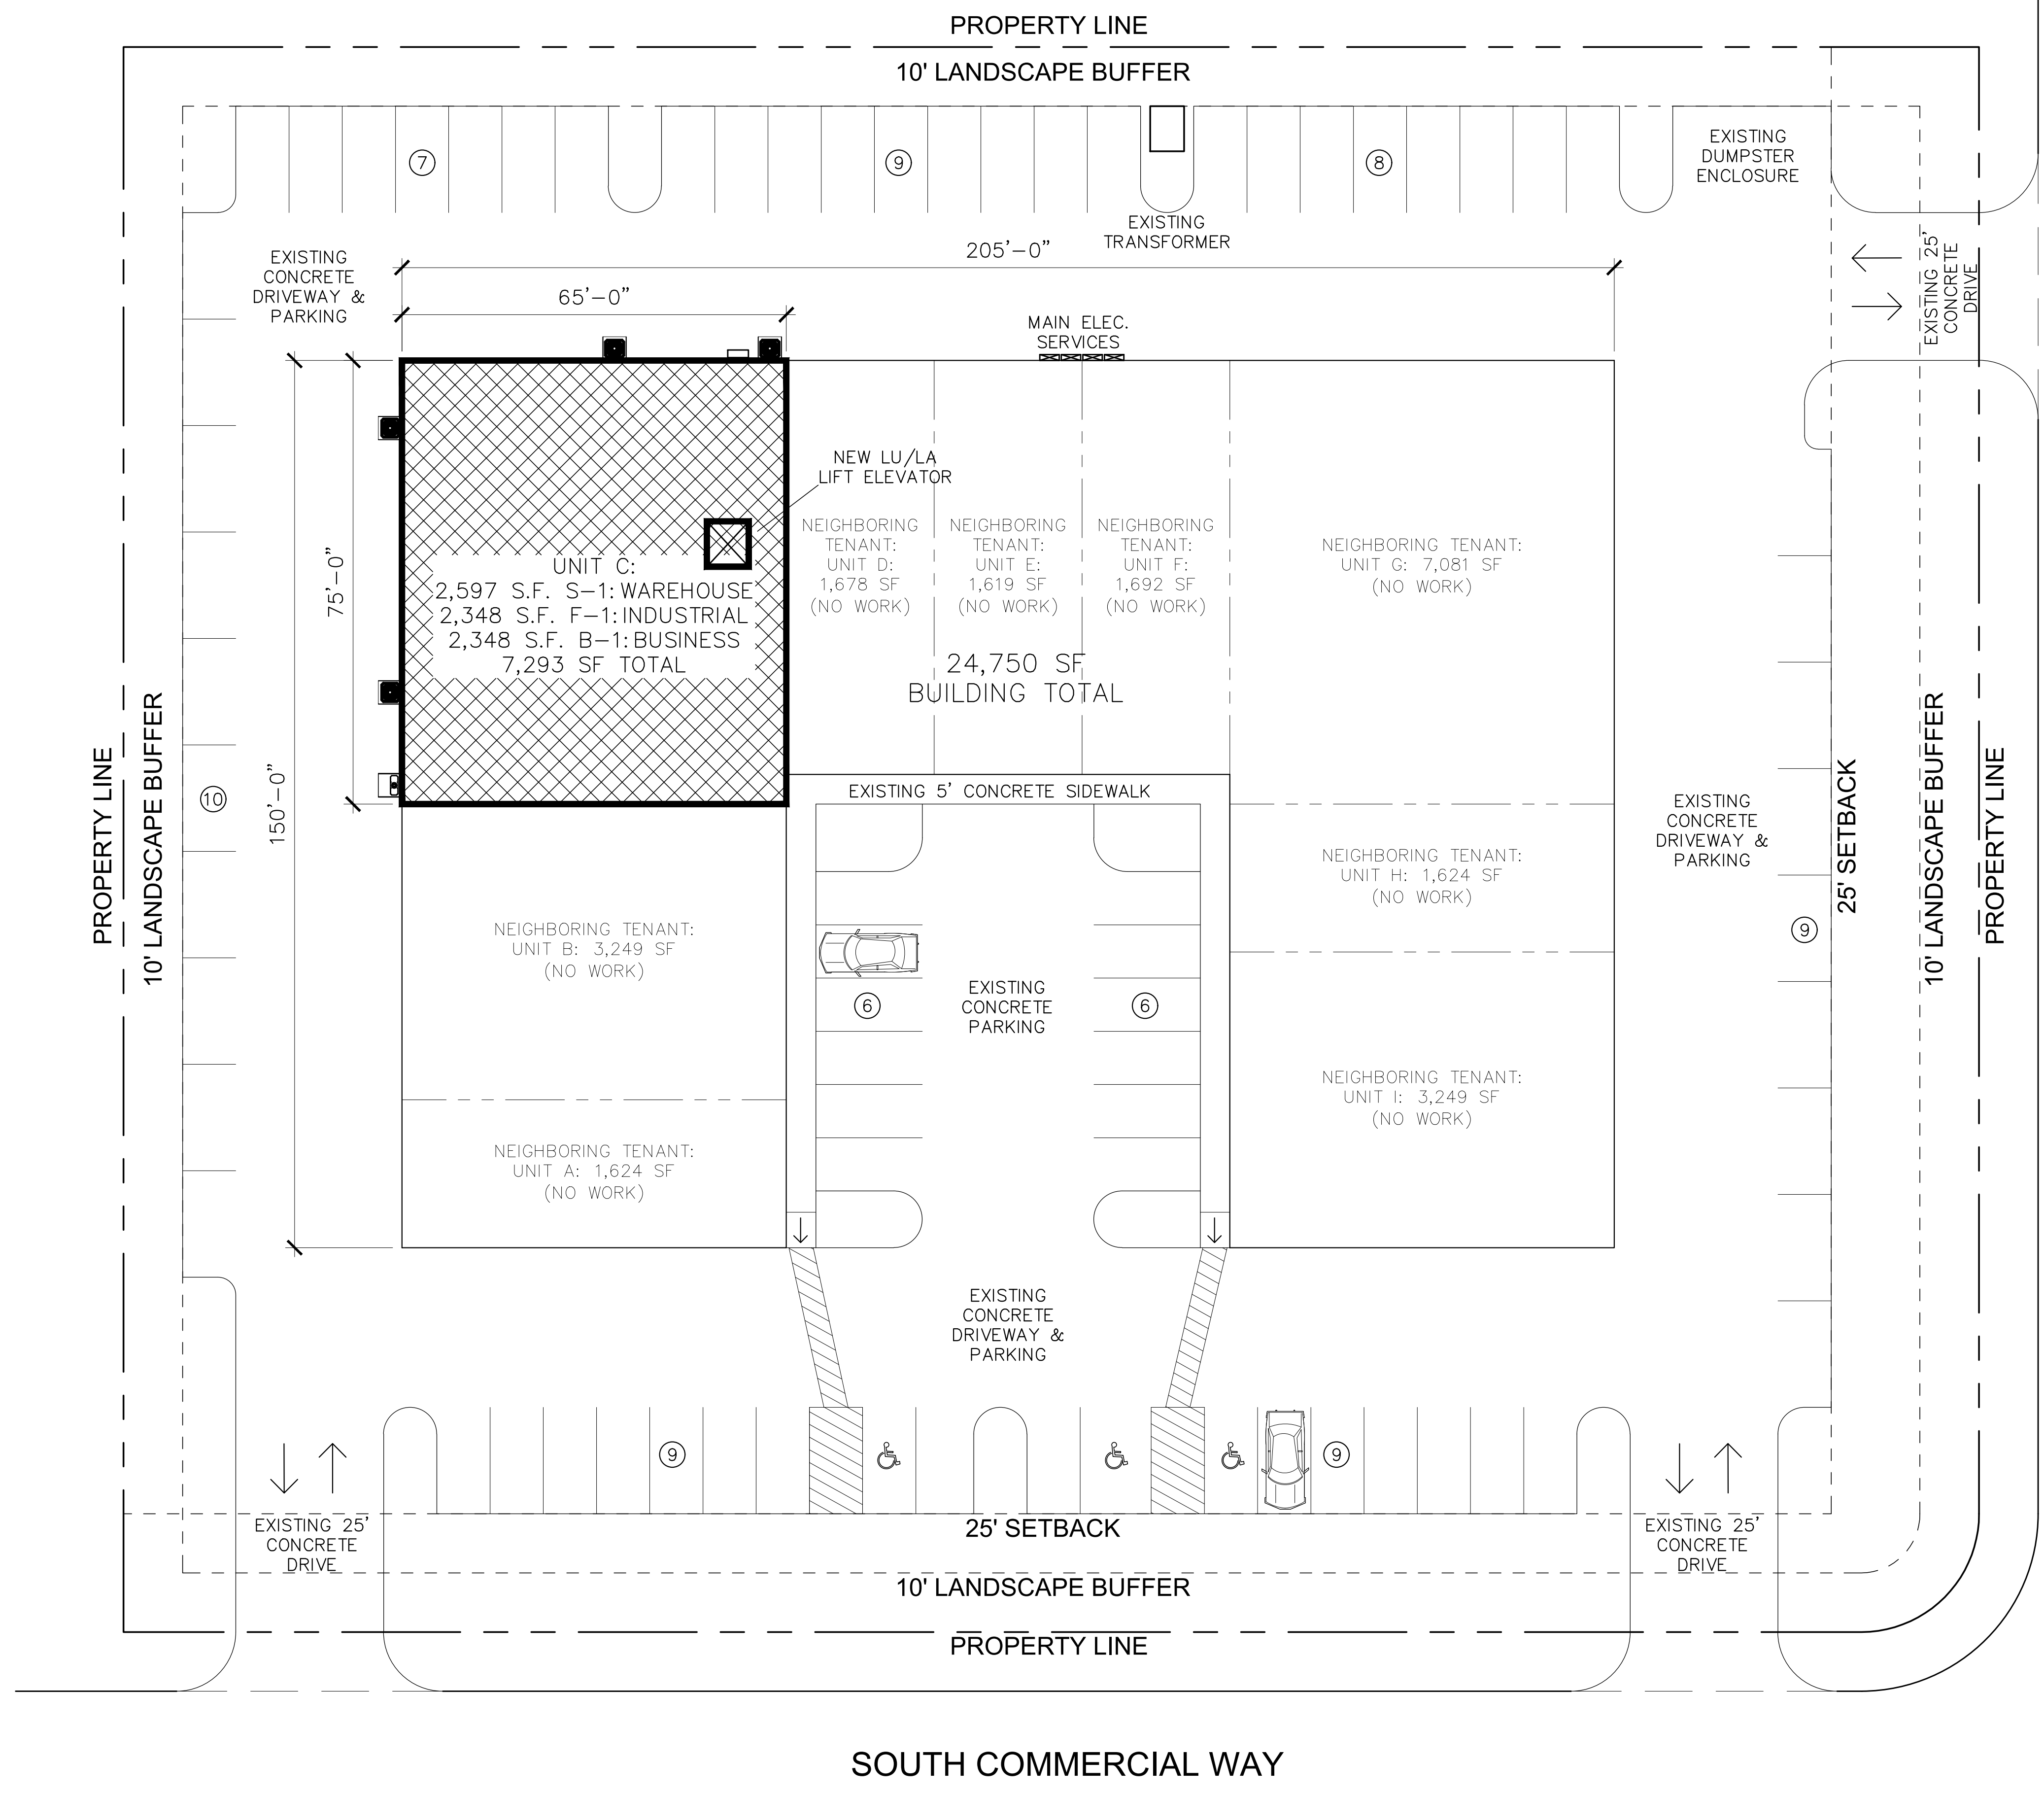 PROPERTY LINE
10' LANDSCAPE BUFFER
7
9
8
EXISTING
DUMPSTER
ENCLOSURE
EXISTING
TRANSFORMER
205'-0"
EXISTING
CONCRETE
DRIVEWAY &
PARKING
65'-0"
EXISTING 25'
CONCRETE
DRIVE
MAIN ELEC.
SERVICES
NEW LU/LA
LIFT ELEVATOR
75'-0"
150'-0"
UNIT C:
2,597 S.F. S-1:WAREHOUSE
2,348 S.F. F-1:INDUSTRIAL
2,348 S.F. B-1:BUSINESS
7,293 SF TOTAL
NEIGHBORING
TENANT:
UNIT D:
1,678 SF
(NO WORK)
NEIGHBORING
TENANT:
UNIT E:
1,619 SF
(NO WORK)
NEIGHBORING
TENANT:
UNIT F:
1,692 SF
(NO WORK)
NEIGHBORING TENANT:
UNIT G: 7,081 SF
(NO WORK)
24,750 SF
BUILDING TOTAL
PROPERTY LINE
10' LANDSCAPE BUFFER
10
EXISTING 5' CONCRETE SIDEWALK
EXISTING
CONCRETE
DRIVEWAY &
PARKING
25' SETBACK
10' LANDSCAPE BUFFER
PROPERTY LINE
NEIGHBORING TENANT:
UNIT H: 1,624 SF
(NO WORK)
9
NEIGHBORING TENANT:
UNIT B: 3,249 SF
(NO WORK)
6
EXISTING
CONCRETE
PARKING
6
NEIGHBORING TENANT:
UNIT I: 3,249 SF
(NO WORK)
NEIGHBORING TENANT:
UNIT A: 1,624 SF
(NO WORK)
EXISTING
CONCRETE
DRIVEWAY &
PARKING
9
9
EXISTING 25'
CONCRETE
DRIVE
25' SETBACK
EXISTING 25'
CONCRETE
DRIVE
10' LANDSCAPE BUFFER
PROPERTY LINE
SOUTH COMMERCIAL WAY